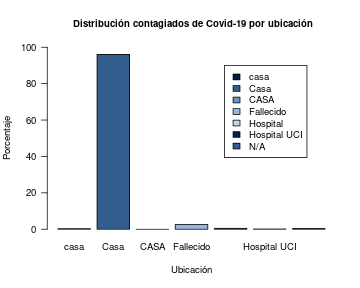 Distribución contagiados de Covid-19 por ubicación
Porcentaje
100
80
60
40
20
0
casa
Casa
CASA
Fallecido
Hospital
Hospital UCI
N/A
casa Casa CASA Fallecido Hospital UCI
Ubicación